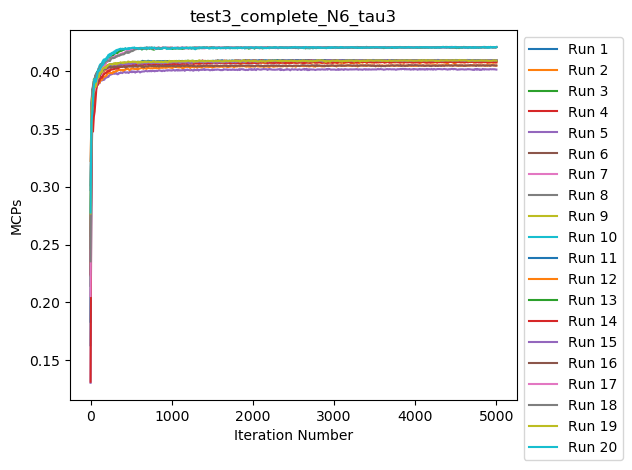 test3_complete_N6_tau3
MCPs
0.40
0.35
0.30
0.25
0.20
0.15
0
1000
2000
3000
4000
5000
Iteration Number
Run 1
Run 2
Run 3
Run 4
Run 5
Run 6
Run 7
Run 8
Run 9
Run 10
Run 11
Run 12
Run 13
Run 14
Run 15
Run 16
Run 17
Run 18
Run 19
Run 20